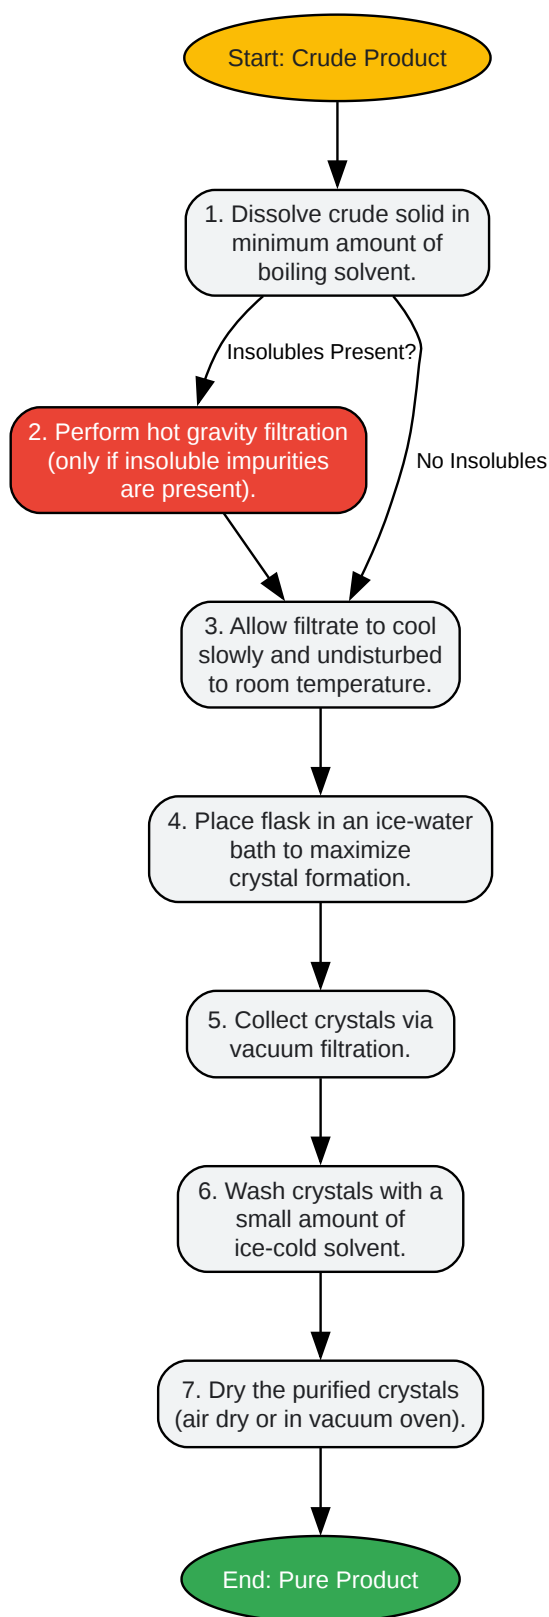 Start: Crude Product
1. Dissolve crude solid in
minimum amount of
boiling solvent.
Insolubles Present?
2. Perform hot gravity filtration
(only if insoluble impurities
are present).
No Insolubles
3. Allow filtrate to cool
slowly and undisturbed
to room temperature.
4. Place flask in an ice-water
bath to maximize
crystal formation.
5. Collect crystals via
vacuum filtration.
6. Wash crystals with a
small amount of
ice-cold solvent.
7. Dry the purified crystals
(air dry or in vacuum oven).
End: Pure Product